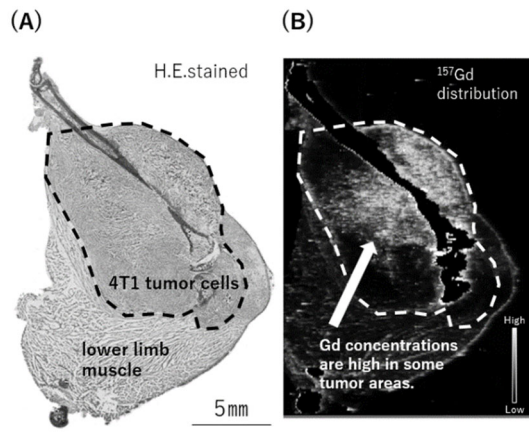 (A)
H.E.stained
4T1 tumor cells
lower limb
muscle
5mm
(B)
157Gd
distribution
Gd concentrations
are high in some
tumor areas.
High
Low